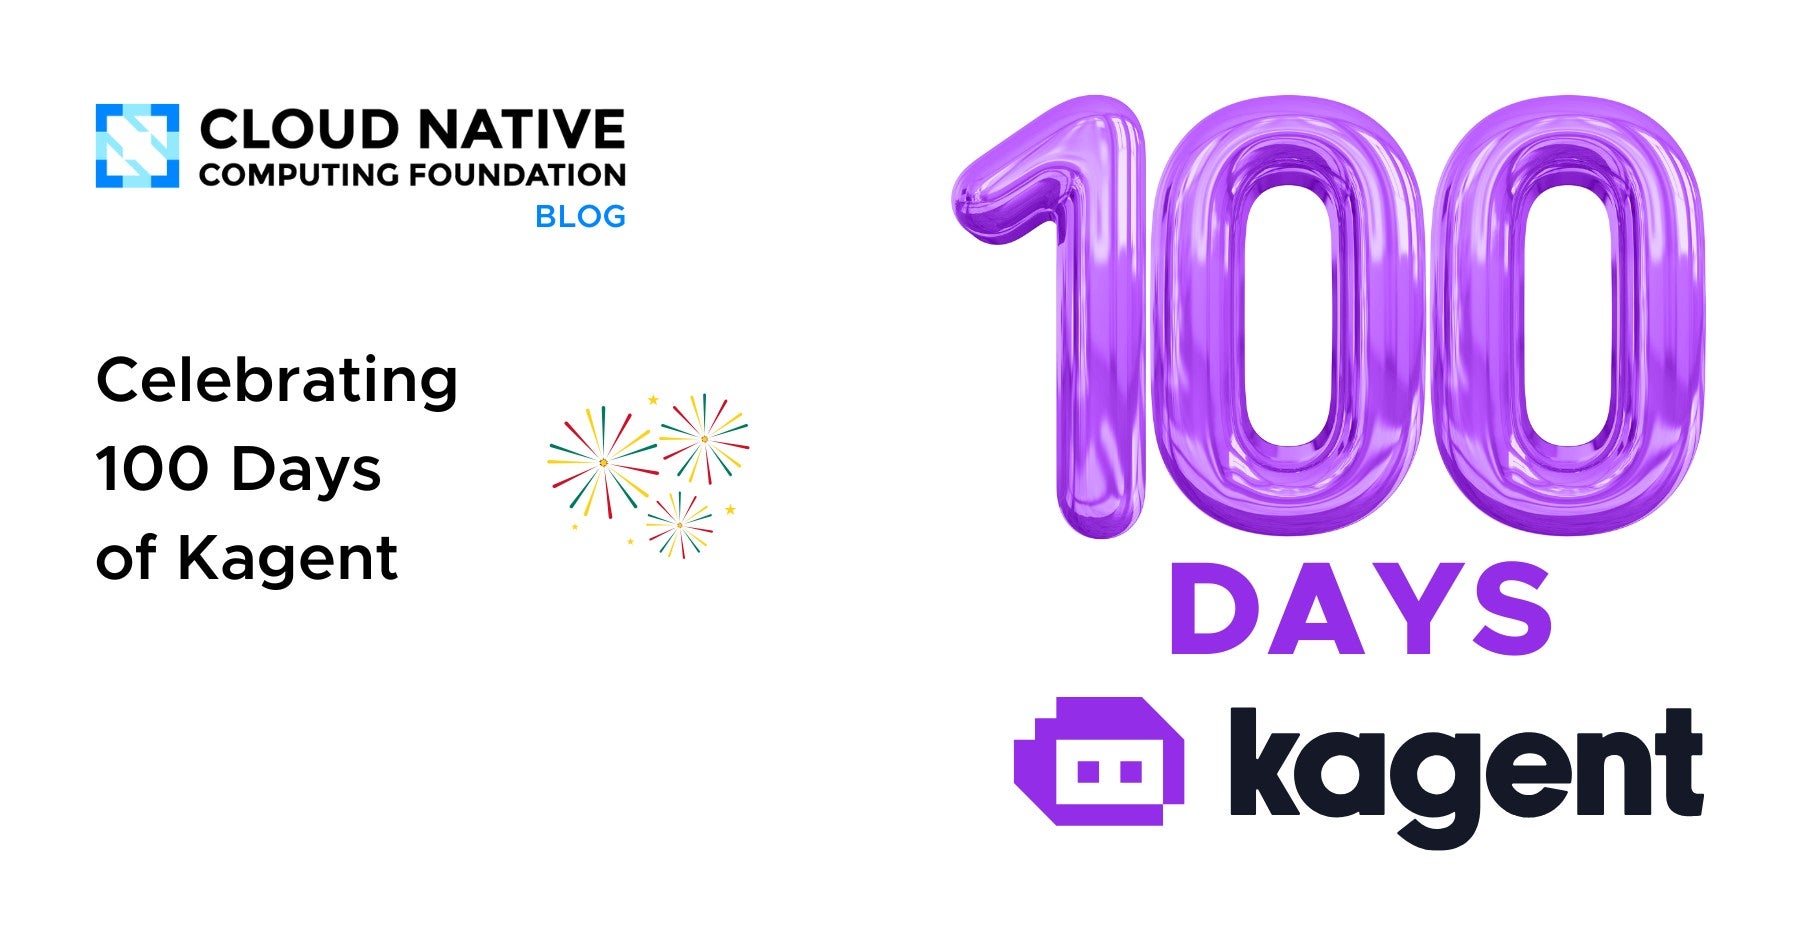 CLOUD NATIVE
COMPUTING FOUNDATION
BLOG
Celebrating
100 Days
of Kagent
100
DAYS
kagent